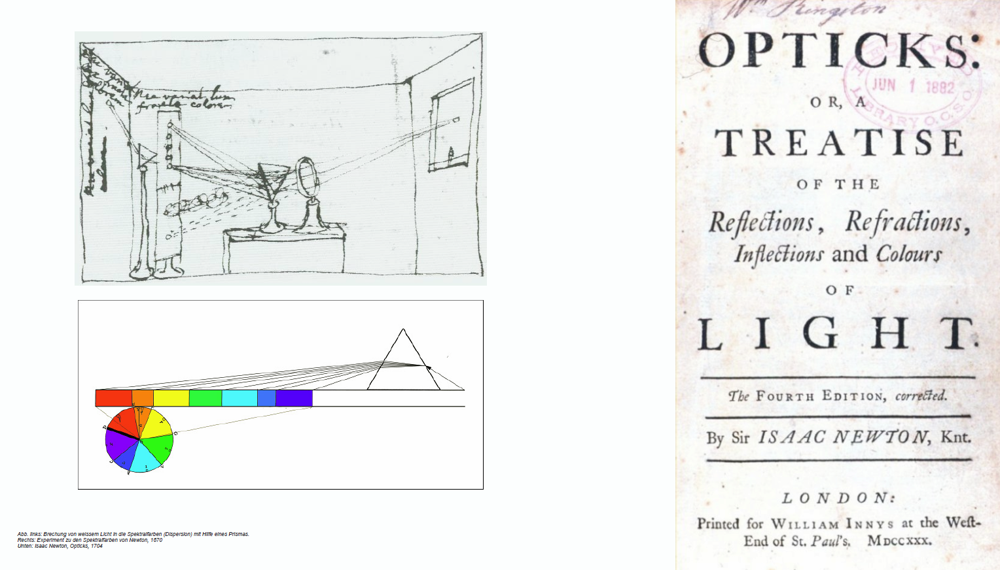 Nec variat lux
fracta colorem
Abb. links: Brechung von weissem Licht in die Spektralfarben (Dispersion) mit Hilfe eines Prismas.
Rechts: Experiment zu den Spektralfarben von Newton, 1670
Unten: Isaac Newton, Opticks, 1704
Wm Kingston
OPTICKS:
JUN 1 1882
OR, A
LIBRARY O.C.S.O.
TREATISE
OF THE
Reflections, Refractions,
Inflections and Colours
OF
LIGHT.
The FOURTH EDITION, corrected.
By Sir ISAAC NEWTON, Knt.
LONDON:
Printed for WILLIAM INNYS at the West-
End of St. Paul's. MDCCXXX.